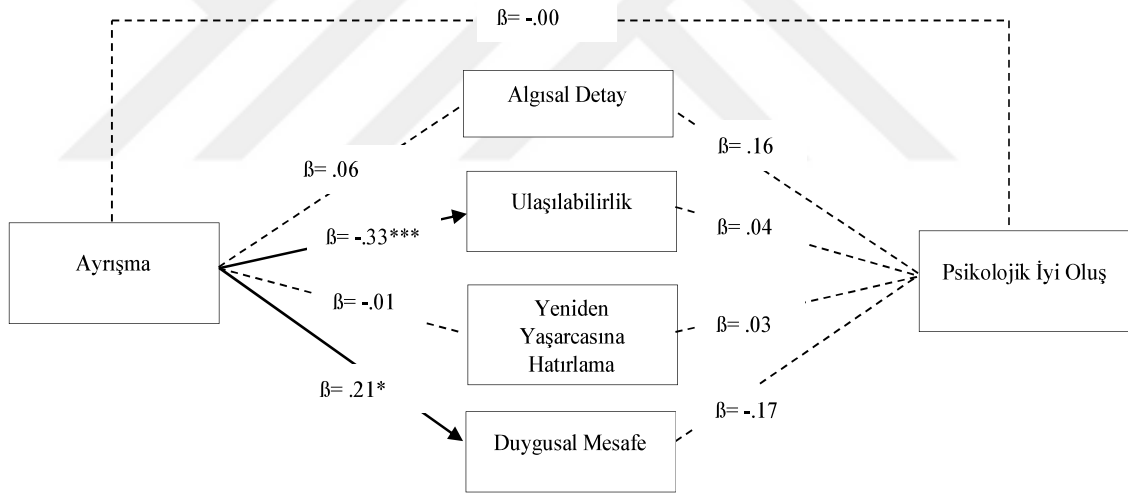 ß= -.00
Algısal Detay
ß= .06
ß= .16
Ulaşılabilirlik
ß= -.33***
ß= .04
Ayrışma
Psikolojik İyi Oluş
ß= -.01
Yeniden
Yaşarcasına
Hatırlama
ß= .03
ß= .21*
ß= -.17
Duygusal Mesafe